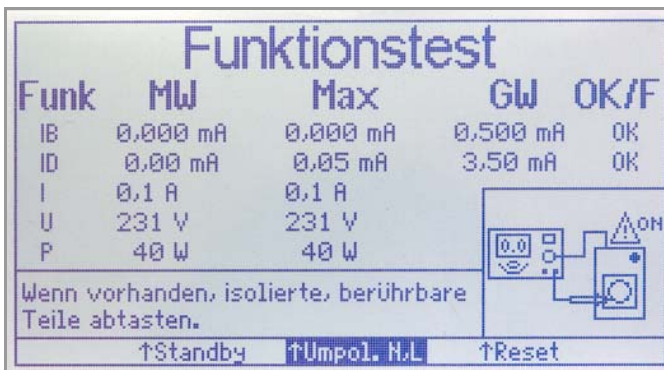 Funktionstest
Funk MW Max GW OK/F
IB 0,000 mA 0,000 mA 0,500 mA OK
ID 0,00 mA 0,05 mA 3,50 mA OK
I 0,1 A 0,1 A
U 231 V 231 V
P 40 W 40 W
ON
0.0
Wenn vorhanden, isolierte, berührbare
Teile abtasten.
↑Standby ↑Umpol. N,L ↑Reset